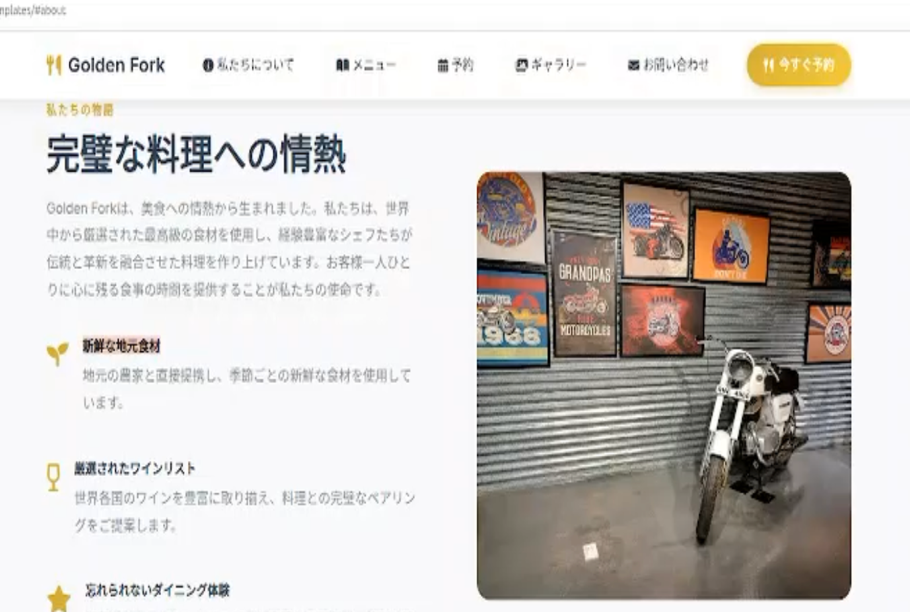 nplates/#about
Golden Fork
私たちについて
メニュー
予約
ギャラリー
お問い合わせ
今すぐ予約
私たちの物語
完璧な料理への情熱
Golden Forkは、美食への情熱から生まれました。私たちは、世界
中から厳選された最高級の食材を使用し、経験豊富なシェフたちが
伝統と革新を融合させた料理を作り上げています。お客様一人ひと
りに心に残る食事の時間を提供することが私たちの使命です。
新鮮な地元食材
地元の農家と直接提携し、季節ごとの新鮮な食材を使用して
います。
厳選されたワインリスト
世界各国のワインを豊富に取り揃え、料理との完璧なペアリン
グをご提案します。
忘れられないダイニング体験
Vintage
GRANDPAS
MOTORCYCLES
NOVEMBER
1968